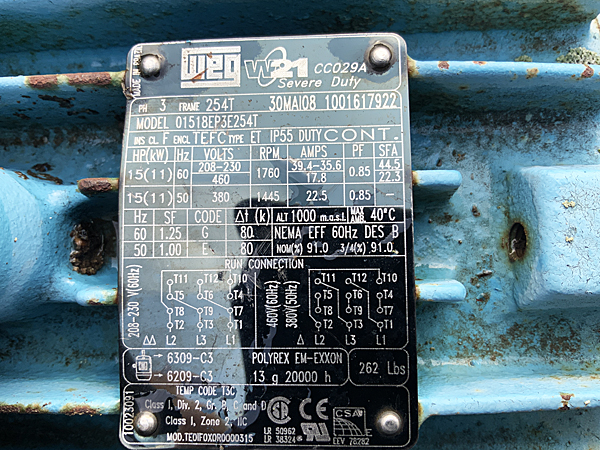 WEG W21 CC029A
Severe Duty
MADE IN
PH 3 FRAME 254T 30MAI08 1001617922
MODEL 01518EP3E254T
INS CL. F ENCL. TEFC TYPE ET IP55 DUTY CONT.
HP(kW) Hz VOLTS RPM AMPS PF SFA
15(11) 60 208-230 460 1760 39.4-35.6 17.8 0.85 44.5 22.3
15(11) 50 380 1445 22.5 0.85 -
Hz SF CODE Δt (k) ALT 1000 m.a.s.l. MAX AMB. 40°C
60 1.25 G 80 NEMA EFF 60Hz DES B
50 1.00 E 80 NOM(%) 91.0 3/4(%) 91.0
RUN CONNECTION
208-230 V(60Hz)
T11 T12 T10
T5 T6 T4
T8 T9 T7
T2 T3 T1
ΔΔ L2 L3 L1
460V(60Hz)
380V(50Hz)
T11 T12 T10
T5 T6 T4
T8 T9 T7
T2 T3 T1
Δ L2 L3 L1
6309-C3 POLYREX EM-EXXON 262 Lbs
6209-C3 13 g 20000 h
TEMP CODE T3C
Class I, Div. 2, Gr. B, C and D
Class I, Zone 2, IIC
MOD.TE01F0X0R0000315
10023091
LR 50962
LR 38324
CE
CSA E
EEV 78282